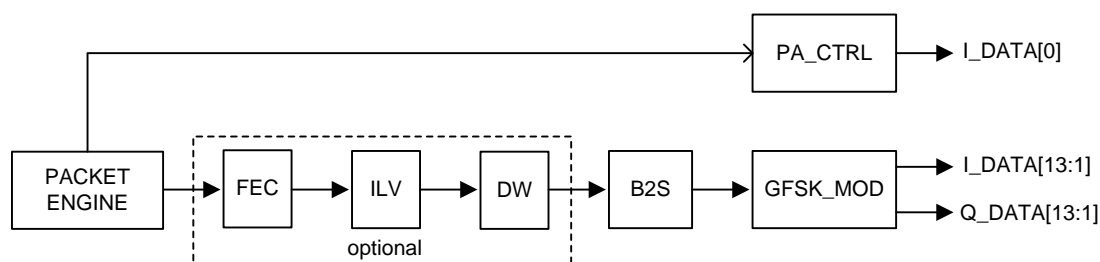 PA_CTRL
I_DATA[0]
PACKET
ENGINE
FEC
ILV
DW
B2S
GFSK_MOD
I_DATA[13:1]
Q_DATA[13:1]
optional